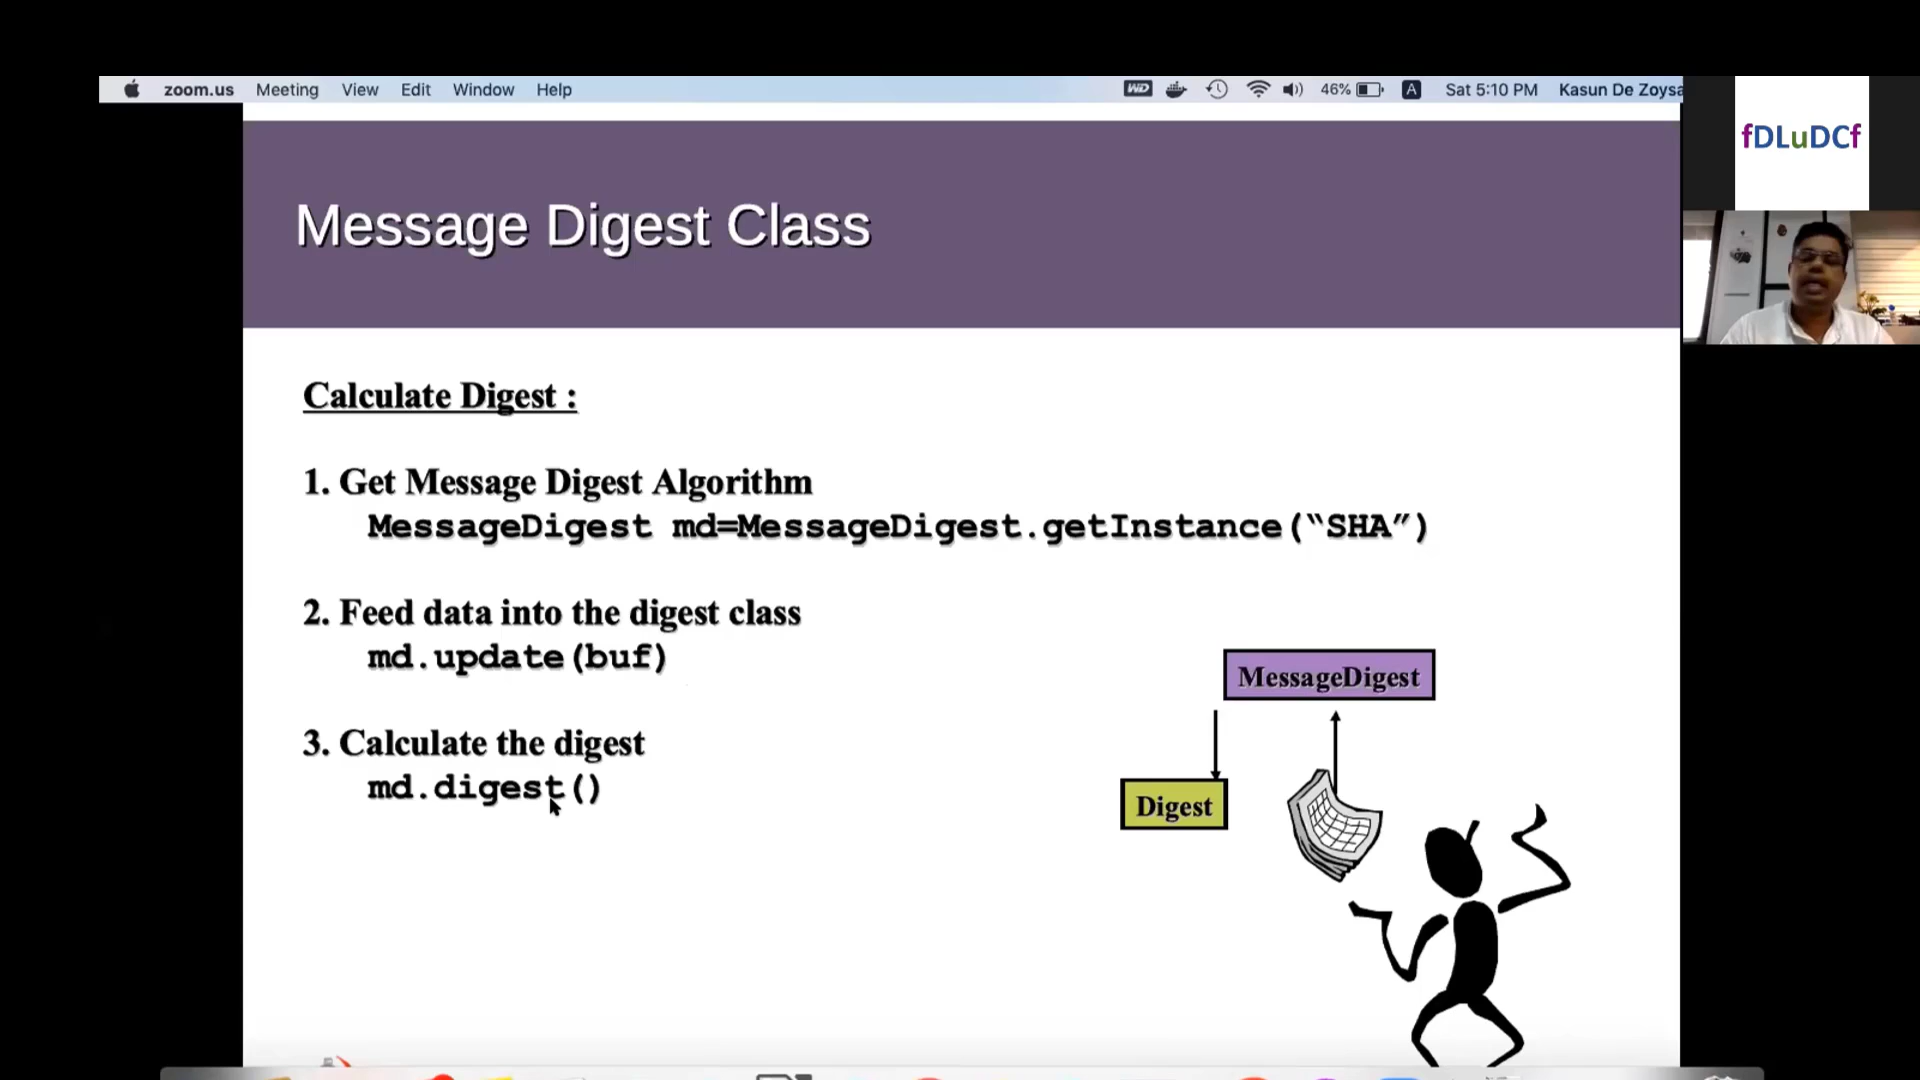 zoom.us Meeting View Edit Window Help
WD 46% A Sat 5:10 PM Kasun De Zoysa
fDLuDCf
Message Digest Class
Calculate Digest :
1. Get Message Digest Algorithm
MessageDigest md=MessageDigest.getInstance(“SHA”)
2. Feed data into the digest class
md.update(buf)
3. Calculate the digest
md.digest()
MessageDigest
Digest